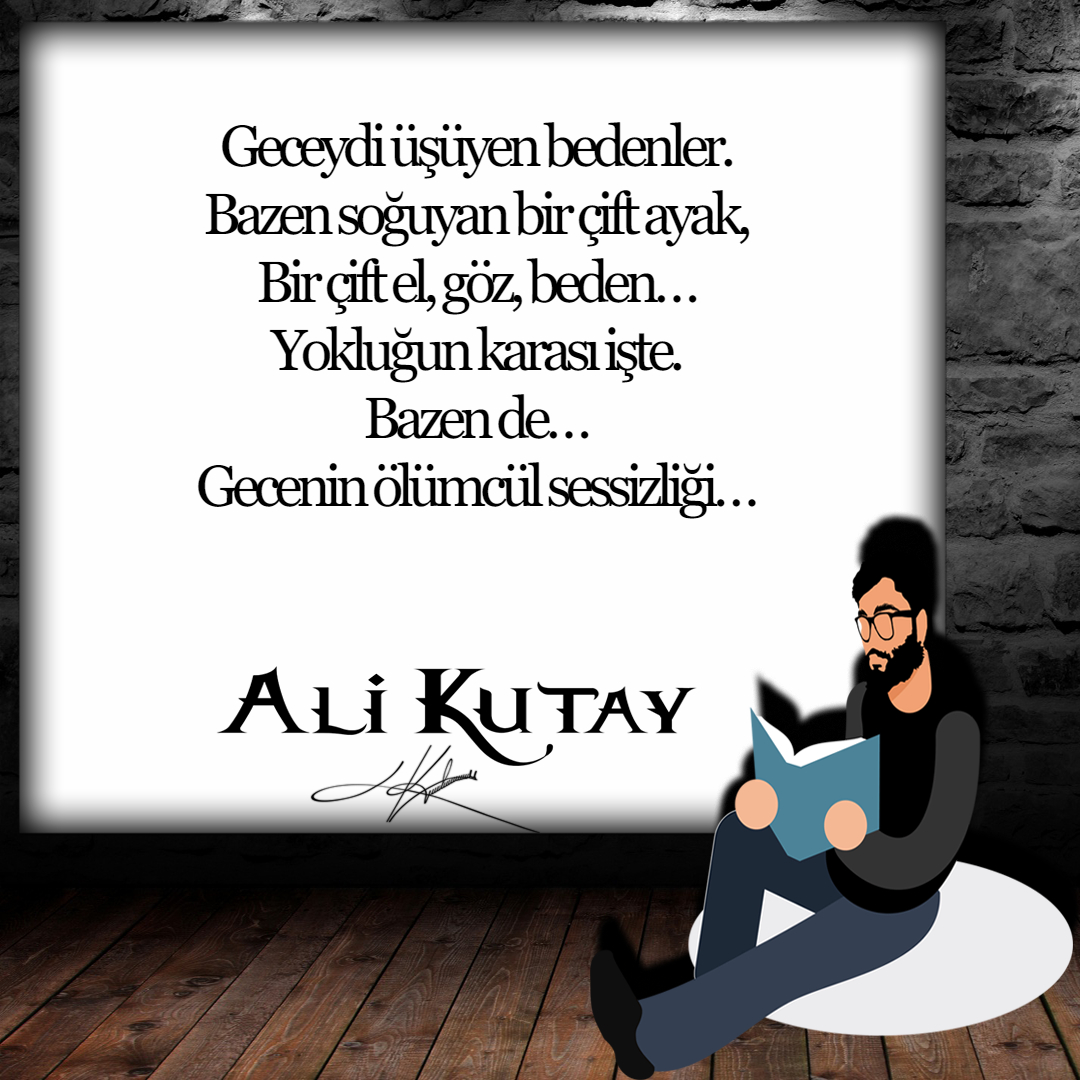 Geceydi üşüyen bedenler.
Bazen soğuyan bir çift ayak,
Bir çift el, göz, beden...
Yokluğun karası işte.
Bazen de...
Gecenin ölümcül sessizliği...
Ali Kutay